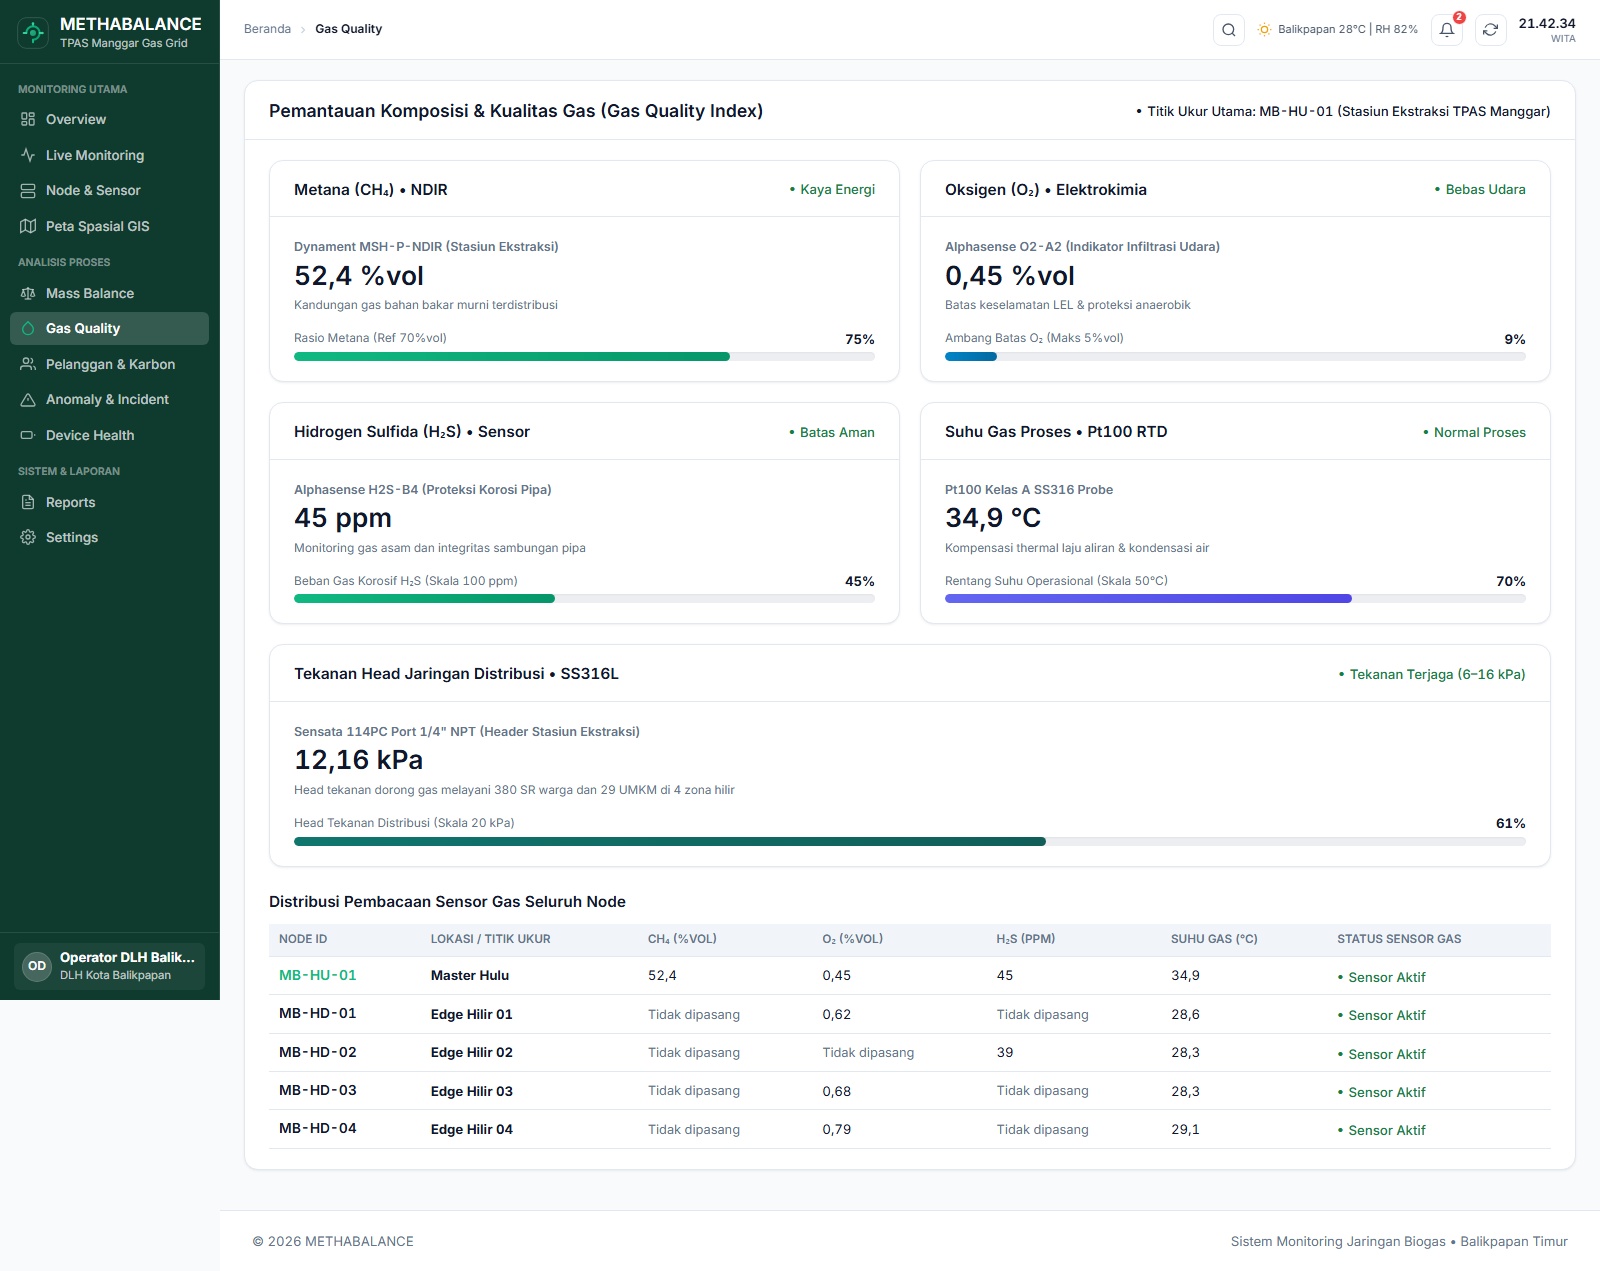 METHABALANCE
TPAS Manggar Gas Grid
MONITORING UTAMA
Overview
Live Monitoring
Node & Sensor
Peta Spasial GIS
ANALISIS PROSES
Mass Balance
Gas Quality
Pelanggan & Karbon
Anomaly & Incident
Device Health
SISTEM & LAPORAN
Reports
Settings
OD
Operator DLH Balik...
DLH Kota Balikpapan
Beranda › Gas Quality
Balikpapan 28°C | RH 82%
2
21.42.34
WITA
Pemantauan Komposisi & Kualitas Gas (Gas Quality Index)
• Titik Ukur Utama: MB-HU-01 (Stasiun Ekstraksi TPAS Manggar)
Metana (CH₄) • NDIR
• Kaya Energi
Dynament MSH-P-NDIR (Stasiun Ekstraksi)
52,4 %vol
Kandungan gas bahan bakar murni terdistribusi
Rasio Metana (Ref 70%vol)
75%
Oksigen (O₂) • Elektrokimia
• Bebas Udara
Alphasense O2-A2 (Indikator Infiltrasi Udara)
0,45 %vol
Batas keselamatan LEL & proteksi anaerobik
Ambang Batas O₂ (Maks 5%vol)
9%
Hidrogen Sulfida (H₂S) • Sensor
• Batas Aman
Alphasense H2S-B4 (Proteksi Korosi Pipa)
45 ppm
Monitoring gas asam dan integritas sambungan pipa
Beban Gas Korosif H₂S (Skala 100 ppm)
45%
Suhu Gas Proses • Pt100 RTD
• Normal Proses
Pt100 Kelas A SS316 Probe
34,9 °C
Kompensasi thermal laju aliran & kondensasi air
Rentang Suhu Operasional (Skala 50°C)
70%
Tekanan Head Jaringan Distribusi • SS316L
• Tekanan Terjaga (6–16 kPa)
Sensata 114PC Port 1/4" NPT (Header Stasiun Ekstraksi)
12,16 kPa
Head tekanan dorong gas melayani 380 SR warga dan 29 UMKM di 4 zona hilir
Head Tekanan Distribusi (Skala 20 kPa)
61%
Distribusi Pembacaan Sensor Gas Seluruh Node
NODE ID LOKASI / TITIK UKUR CH₄ (%VOL) O₂ (%VOL) H₂S (PPM) SUHU GAS (°C) STATUS SENSOR GAS
MB-HU-01 Master Hulu 52,4 0,45 45 34,9 • Sensor Aktif
MB-HD-01 Edge Hilir 01 Tidak dipasang 0,62 Tidak dipasang 28,6 • Sensor Aktif
MB-HD-02 Edge Hilir 02 Tidak dipasang Tidak dipasang 39 28,3 • Sensor Aktif
MB-HD-03 Edge Hilir 03 Tidak dipasang 0,68 Tidak dipasang 28,3 • Sensor Aktif
MB-HD-04 Edge Hilir 04 Tidak dipasang 0,79 Tidak dipasang 29,1 • Sensor Aktif
© 2026 METHABALANCE
Sistem Monitoring Jaringan Biogas • Balikpapan Timur